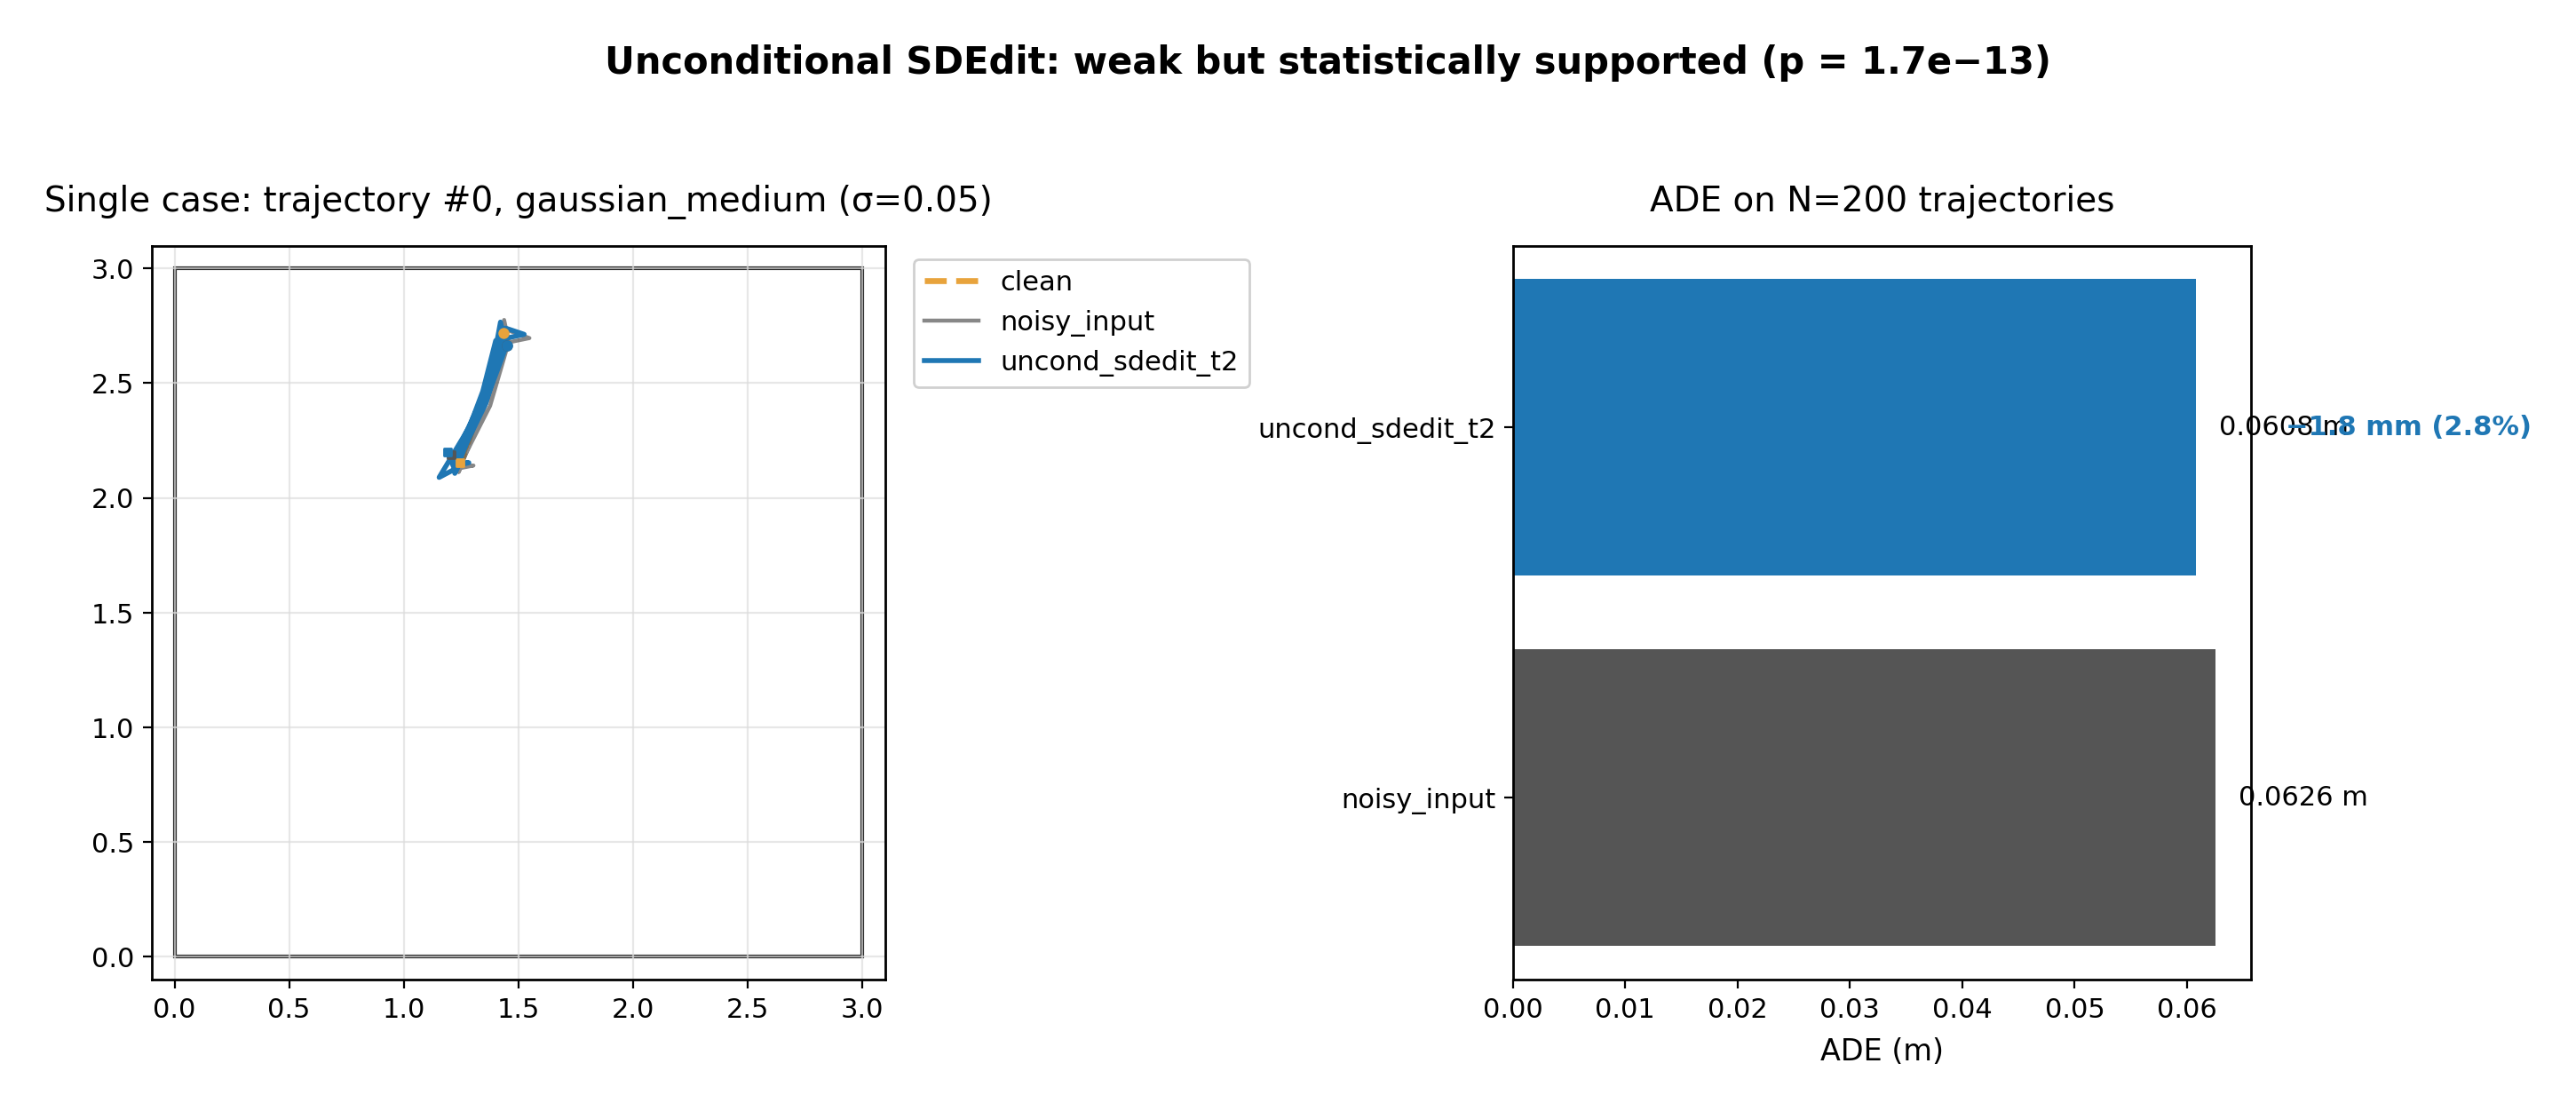 Unconditional SDEdit: weak but statistically supported (p = 1.7e−13)
Single case: trajectory #0, gaussian_medium (σ=0.05)
3.0
2.5
2.0
1.5
1.0
0.5
0.0
0.0 0.5 1.0 1.5 2.0 2.5 3.0
clean
noisy_input
uncond_sdedit_t2
ADE on N=200 trajectories
uncond_sdedit_t2
0.0608 m
−1.8 mm (2.8%)
noisy_input
0.0626 m
0.00 0.01 0.02 0.03 0.04 0.05 0.06
ADE (m)